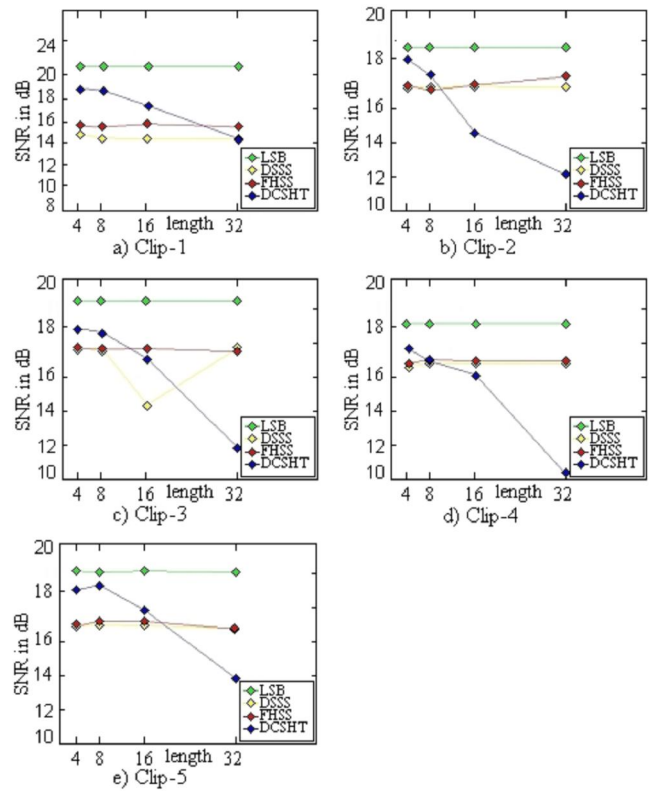 24
20
18
16
14
12
10
8
SNR in dB
LSB
DSSS
FHSS
DCSHT
4 8 16 length 32
a) Clip-1
20
18
16
14
12
10
SNR in dB
LSB
DSSS
FHSS
DCSHT
4 8 16 length 32
b) Clip-2
20
18
16
14
12
10
SNR in dB
LSB
DSSS
FHSS
DCSHT
4 8 16 length 32
c) Clip-3
20
18
16
14
12
10
SNR in dB
LSB
DSSS
FHSS
DCSHT
4 8 16 length 32
d) Clip-4
20
18
16
14
12
10
SNR in dB
LSB
DSSS
FHSS
DCSHT
4 8 16 length 32
e) Clip-5